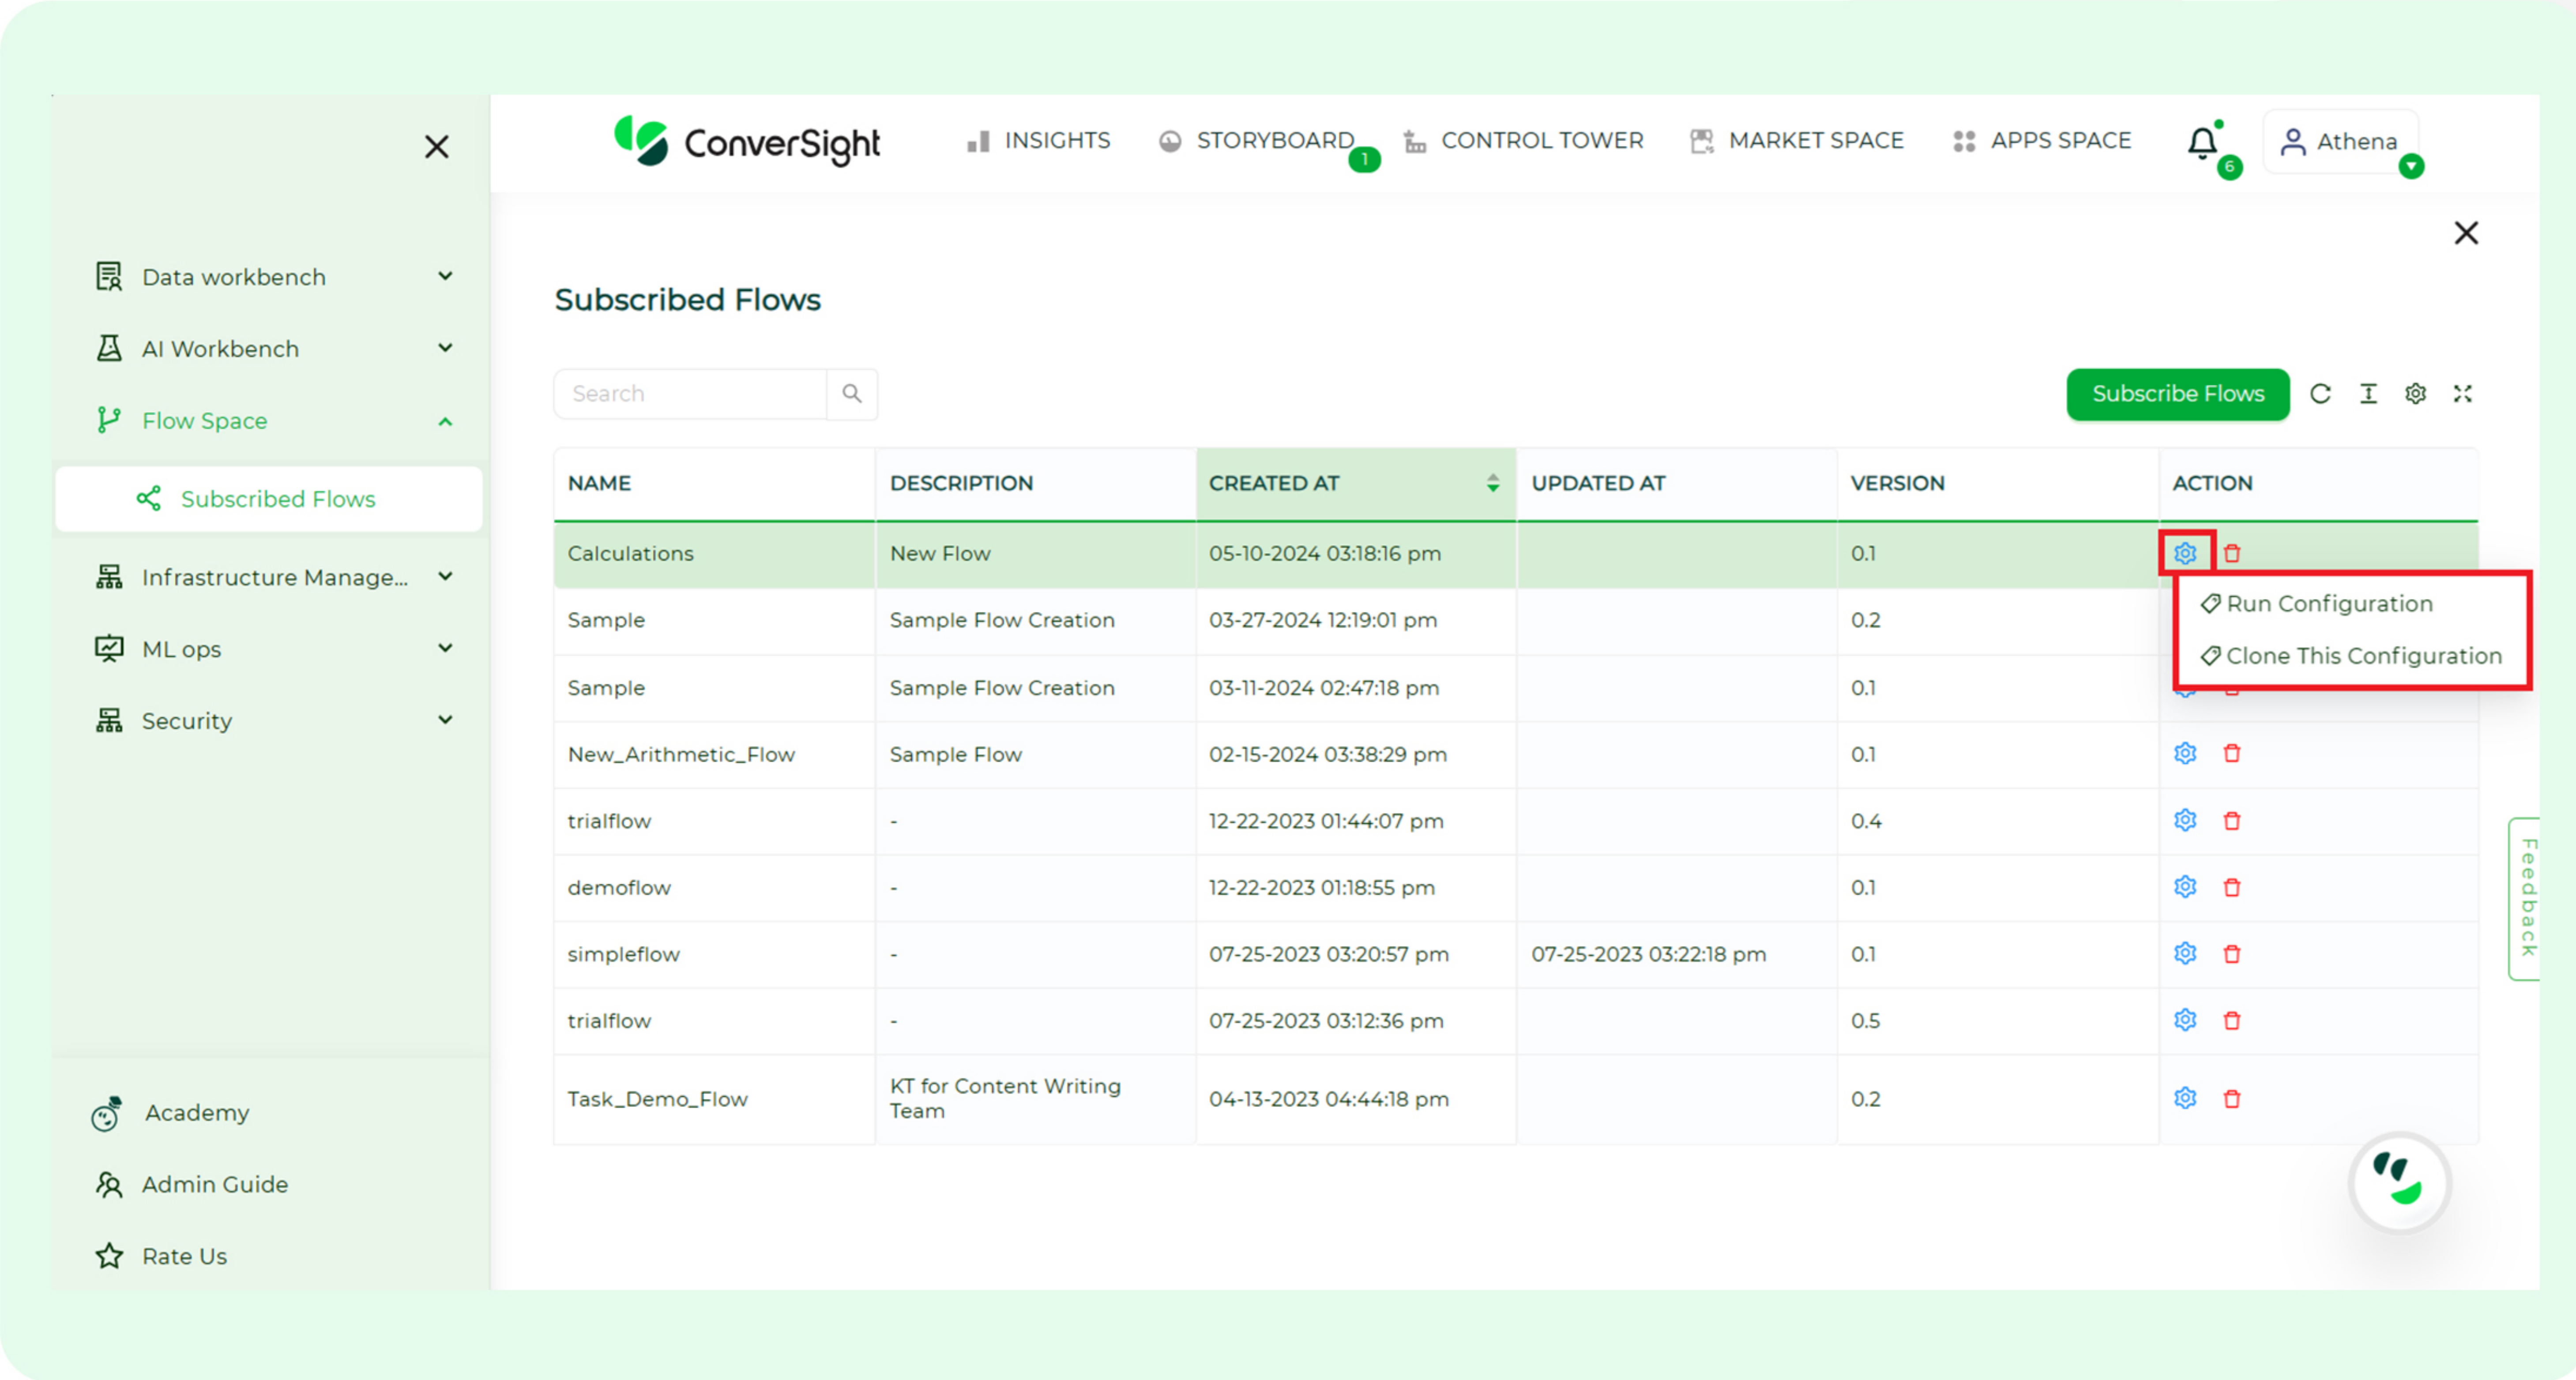 ConverSight INSIGHTS STORYBOARD 1 CONTROL TOWER MARKET SPACE APPS SPACE 6 Athena
Data workbench
AI Workbench
Flow Space
Subscribed Flows
Infrastructure Manage...
ML ops
Security
Academy
Admin Guide
Rate Us
Subscribed Flows
Search
Subscribe Flows
NAME DESCRIPTION CREATED AT UPDATED AT VERSION ACTION
Calculations New Flow 05-10-2024 03:18:16 pm 0.1
Run Configuration
Clone This Configuration
Sample Sample Flow Creation 03-27-2024 12:19:01 pm 0.2
Sample Sample Flow Creation 03-11-2024 02:47:18 pm 0.1
New_Arithmetic_Flow Sample Flow 02-15-2024 03:38:29 pm 0.1
trialflow - 12-22-2023 01:44:07 pm 0.4
demoflow - 12-22-2023 01:18:55 pm 0.1
simpleflow - 07-25-2023 03:20:57 pm 07-25-2023 03:22:18 pm 0.1
trialflow - 07-25-2023 03:12:36 pm 0.5
Task_Demo_Flow KT for Content Writing 04-13-2023 04:44:18 pm 0.2
Team
Feedback